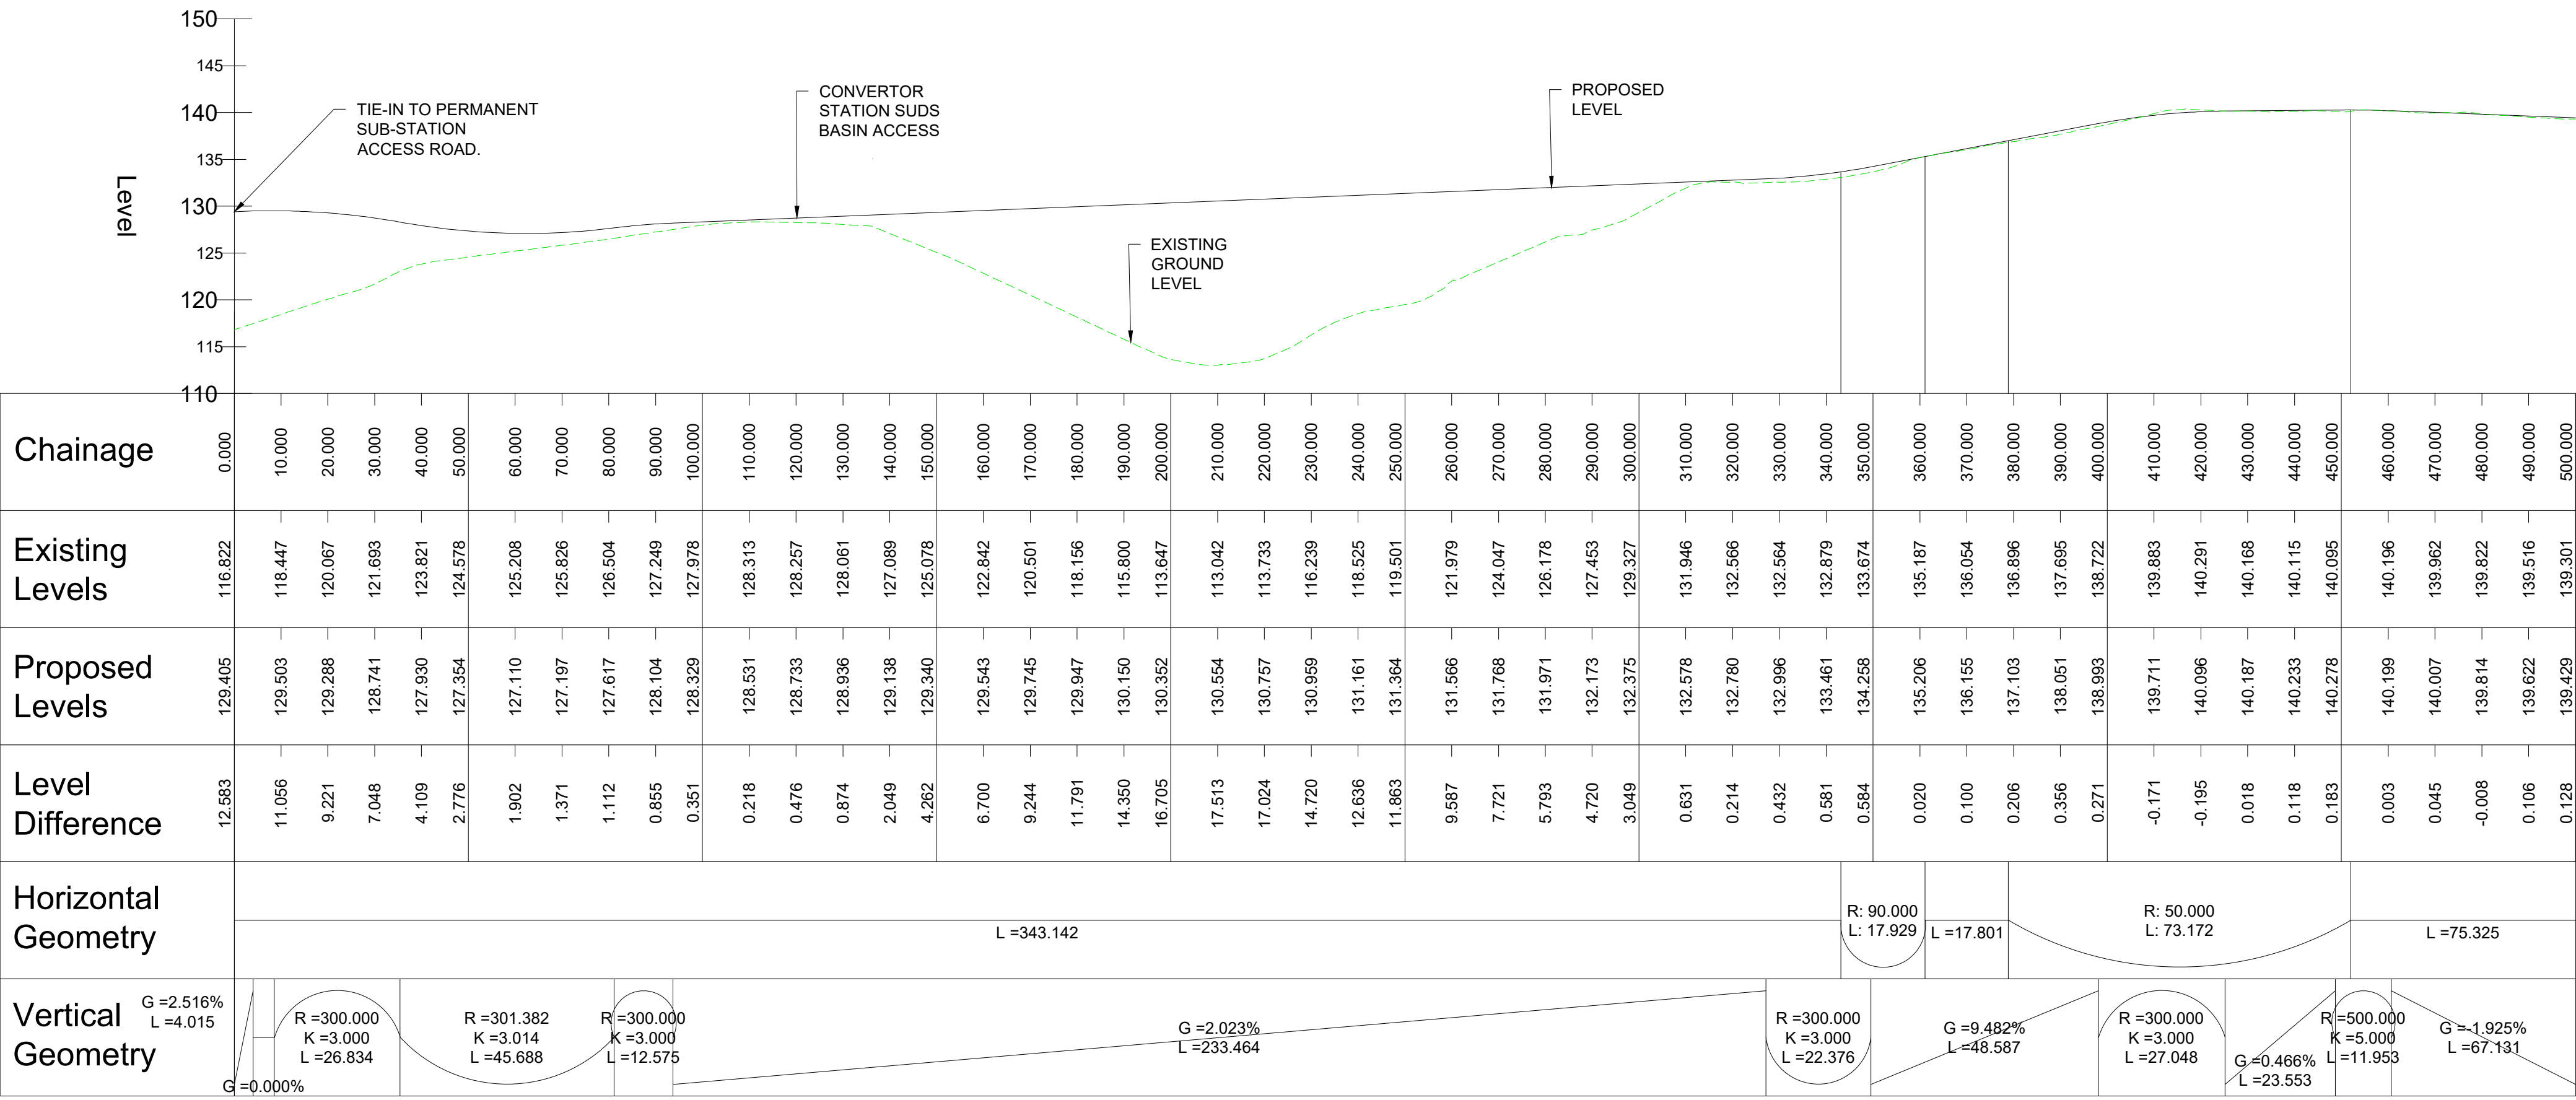 150
145
140
135
130
125
120
115
110
Level
TIE-IN TO PERMANENT
SUB-STATION
ACCESS ROAD.
CONVERTOR
STATION SUDS
BASIN ACCESS
PROPOSED
LEVEL
EXISTING
GROUND
LEVEL
Chainage
0.000 10.000 20.000 30.000 40.000 50.000 60.000 70.000 80.000 90.000 100.000 110.000 120.000 130.000 140.000 150.000 160.000 170.000 180.000 190.000 200.000 210.000 220.000 230.000 240.000 250.000 260.000 270.000 280.000 290.000 300.000 310.000 320.000 330.000 340.000 350.000 360.000 370.000 380.000 390.000 400.000 410.000 420.000 430.000 440.000 450.000 460.000 470.000 480.000 490.000 500.000
Existing
Levels
116.822 118.447 120.067 121.693 123.821 124.578 125.208 125.826 126.504 127.249 127.978 128.313 128.257 128.061 127.089 125.078 122.842 120.501 118.156 115.800 113.647 113.042 113.733 116.239 118.525 119.501 121.979 124.047 126.178 127.453 129.327 131.946 132.566 132.564 132.879 133.674 135.187 136.054 136.896 137.695 138.722 139.883 140.291 140.168 140.115 140.095 140.196 139.962 139.822 139.516 139.301
Proposed
Levels
129.405 129.503 129.288 128.741 127.930 127.354 127.110 127.197 127.617 128.104 128.329 128.531 128.733 128.936 129.138 129.340 129.543 129.745 129.947 130.150 130.352 130.554 130.757 130.959 131.161 131.364 131.566 131.768 131.971 132.173 132.375 132.578 132.780 132.996 133.461 134.258 135.206 136.155 137.103 138.051 138.993 139.711 140.096 140.187 140.233 140.278 140.199 140.007 139.814 139.622 139.429
Level
Difference
12.583 11.056 9.221 7.048 4.109 2.776 1.902 1.371 1.112 0.855 0.351 0.218 0.476 0.874 2.049 4.262 6.700 9.244 11.791 14.350 16.705 17.513 17.024 14.720 12.636 11.863 9.587 7.721 5.793 4.720 3.049 0.631 0.214 0.432 0.581 0.584 0.020 0.100 0.206 0.356 0.271 -0.171 -0.195 0.018 0.118 0.183 0.003 0.045 -0.008 0.106 0.128
Horizontal
Geometry
L =343.142
R: 90.000
L: 17.929
L =17.801
R: 50.000
L: 73.172
L =75.325
Vertical
Geometry
G =2.516%
L =4.015
G =0.000%
R =300.000
K =3.000
L =26.834
R =301.382
K =3.014
L =45.688
R =300.000
K =3.000
L =12.575
G =2.023%
L =233.464
R =300.000
K =3.000
L =22.376
G =9.482%
L =48.587
R =300.000
K =3.000
L =27.048
G =0.466%
L =23.553
R =500.000
K =5.000
L =11.953
G =-1.925%
L =67.131